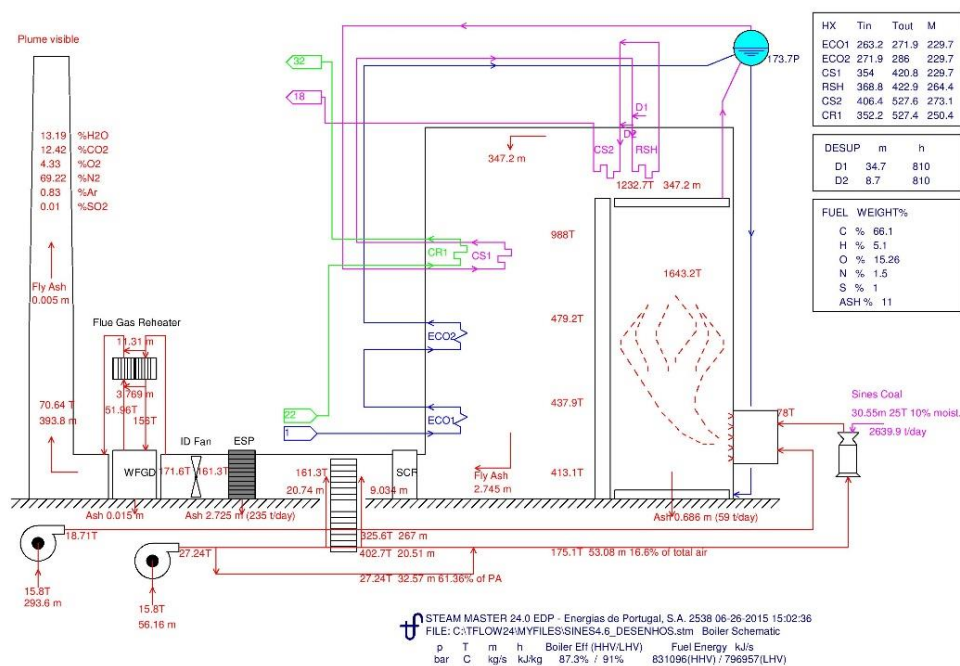 Plume visible
13.19 %H2O
12.42 %CO2
4.33 %O2
69.22 %N2
0.83 %Ar
0.01 %SO2
Fly Ash
0.005 m
Flue Gas Reheater
11.31 m
3.769 m
51.96T
156T
70.64 T
393.8 m
WFGD
171.6T
ID Fan
161.3T
ESP
161.3T
20.74 m
9.034 m
SCR
Ash 0.015 m
Ash 2.725 m (235 t/day)
18.71T
15.8T
293.6 m
27.24T
15.8T
56.16 m
325.6T 267 m
402.7T 20.51 m
27.24T 32.57 m 61.36% of PA
175.1T 53.08 m 16.6% of total air
32
18
22
1
CR1
CS1
ECO2
ECO1
347.2 m
CS2
RSH
D1
D2
173.7P
1232.7T 347.2 m
988T
1643.2T
479.2T
437.9T
413.1T
Fly Ash
2.745 m
Ash 0.686 m (59 t/day)
78T
Sines Coal
30.55m 25T 10% moist.
2639.9 t/day
HX Tin Tout M
ECO1 263.2 271.9 229.7
ECO2 271.9 286 229.7
CS1 354 420.8 229.7
RSH 368.8 422.9 264.4
CS2 406.4 527.6 273.1
CR1 352.2 527.4 250.4
DESUP m h
D1 34.7 810
D2 8.7 810
FUEL WEIGHT%
C % 66.1
H % 5.1
O % 15.26
N % 1.5
S % 1
ASH % 11
STEAM MASTER 24.0 EDP - Energias de Portugal, S.A. 2538 06-26-2015 15:02:36
FILE: C:\TFLOW24\MYFILES\SINES4.6_DESENHOS.stm Boiler Schematic
p T m h Boiler Eff (HHV/LHV) Fuel Energy kJ/s
bar C kg/s kJ/kg 87.3% / 91% 831096(HHV) / 796957(LHV)